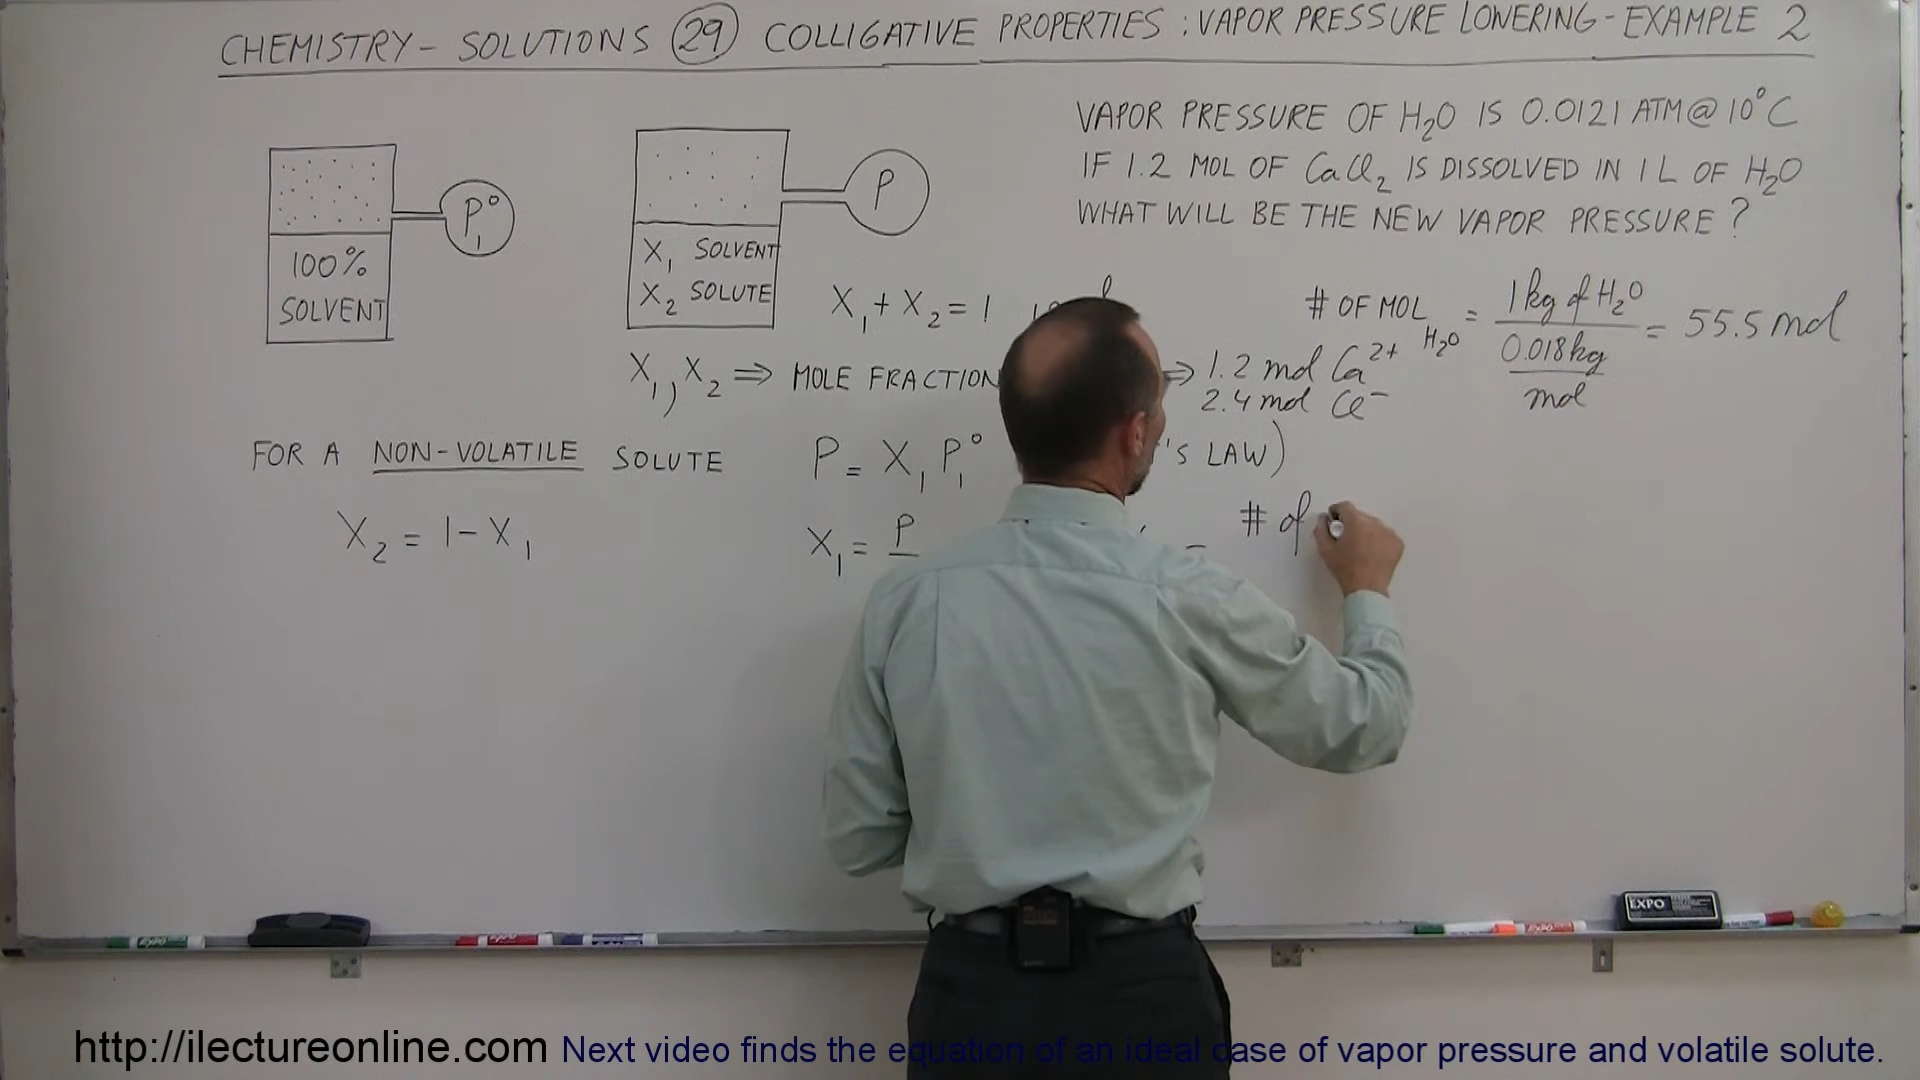 CHEMISTRY - SOLUTIONS 29 COLLIGATIVE PROPERTIES : VAPOR PRESSURE LOWERING - EXAMPLE 2
VAPOR PRESSURE OF H₂O IS 0.0121 ATM @ 10°C
IF 1.2 MOL OF CaCl₂ IS DISSOLVED IN 1 L OF H₂O
WHAT WILL BE THE NEW VAPOR PRESSURE?
P₁°
100%
SOLVENT
P
X₁ SOLVENT
X₂ SOLUTE
X₁ + X₂ = 1
X₁, X₂ ⇒ MOLE FRACTION
⇒ 1.2 mol Ca²⁺
2.4 mol Cl⁻
# OF MOL H₂O = 1 kg of H₂O / 0.018 kg / mol = 55.5 mol
FOR A NON-VOLATILE SOLUTE P = X₁ P₁° 'S LAW)
X₂ = 1 - X₁
X₁ = P
= # of
EXPO
http://ilectureonline.com Next video finds the equation of an ideal case of vapor pressure and volatile solute.